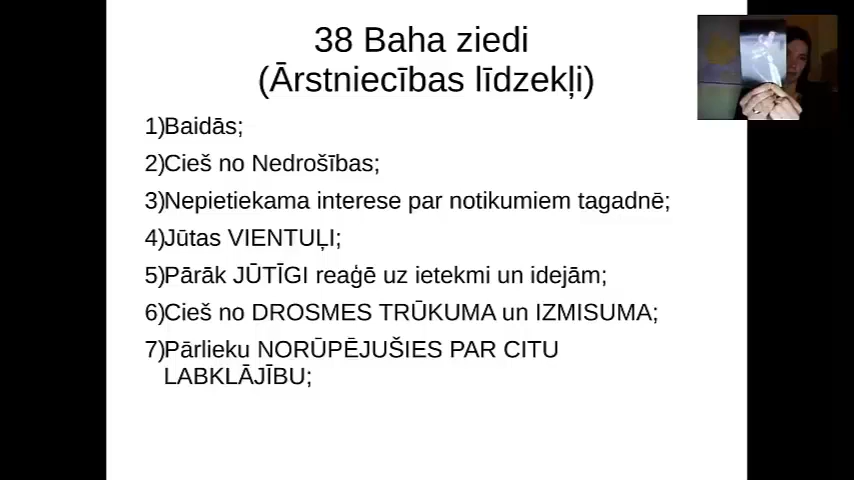 38 Baha ziedi
(Ārstniecības līdzekļi)
1)Baidās;
2)Cieš no Nedrošības;
3)Nepietiekama interese par notikumiem tagadnē;
4)Jūtas VIENTUĻI;
5)Pārāk JŪTĪGI reaģē uz ietekmi un idejām;
6)Cieš no DROSMES TRŪKUMA un IZMISUMA;
7)Pārlieku NORŪPĒJUŠIES PAR CITU
LABKLĀJĪBU;